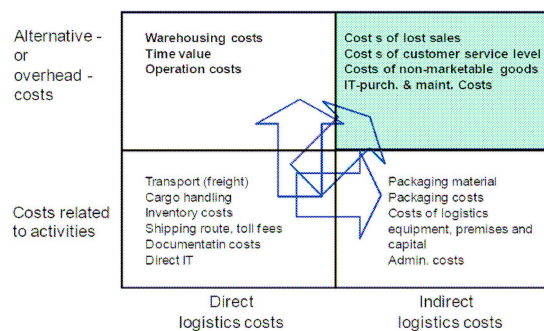 Alternative -
or
overhead -
costs
Warehousing costs
Time value
Operation costs
Cost s of lost sales
Cost s of customer service level
Costs of non-marketable goods
IT-purch. & maint. Costs
Costs related
to activities
Transport (freight)
Cargo handling
Inventory costs
Shipping route, toll fees
Documentatin costs
Direct IT
Packaging material
Packaging costs
Costs of logistics
equipment, premises and
capital
Admin. costs
Direct
logistics costs
Indirect
logistics costs